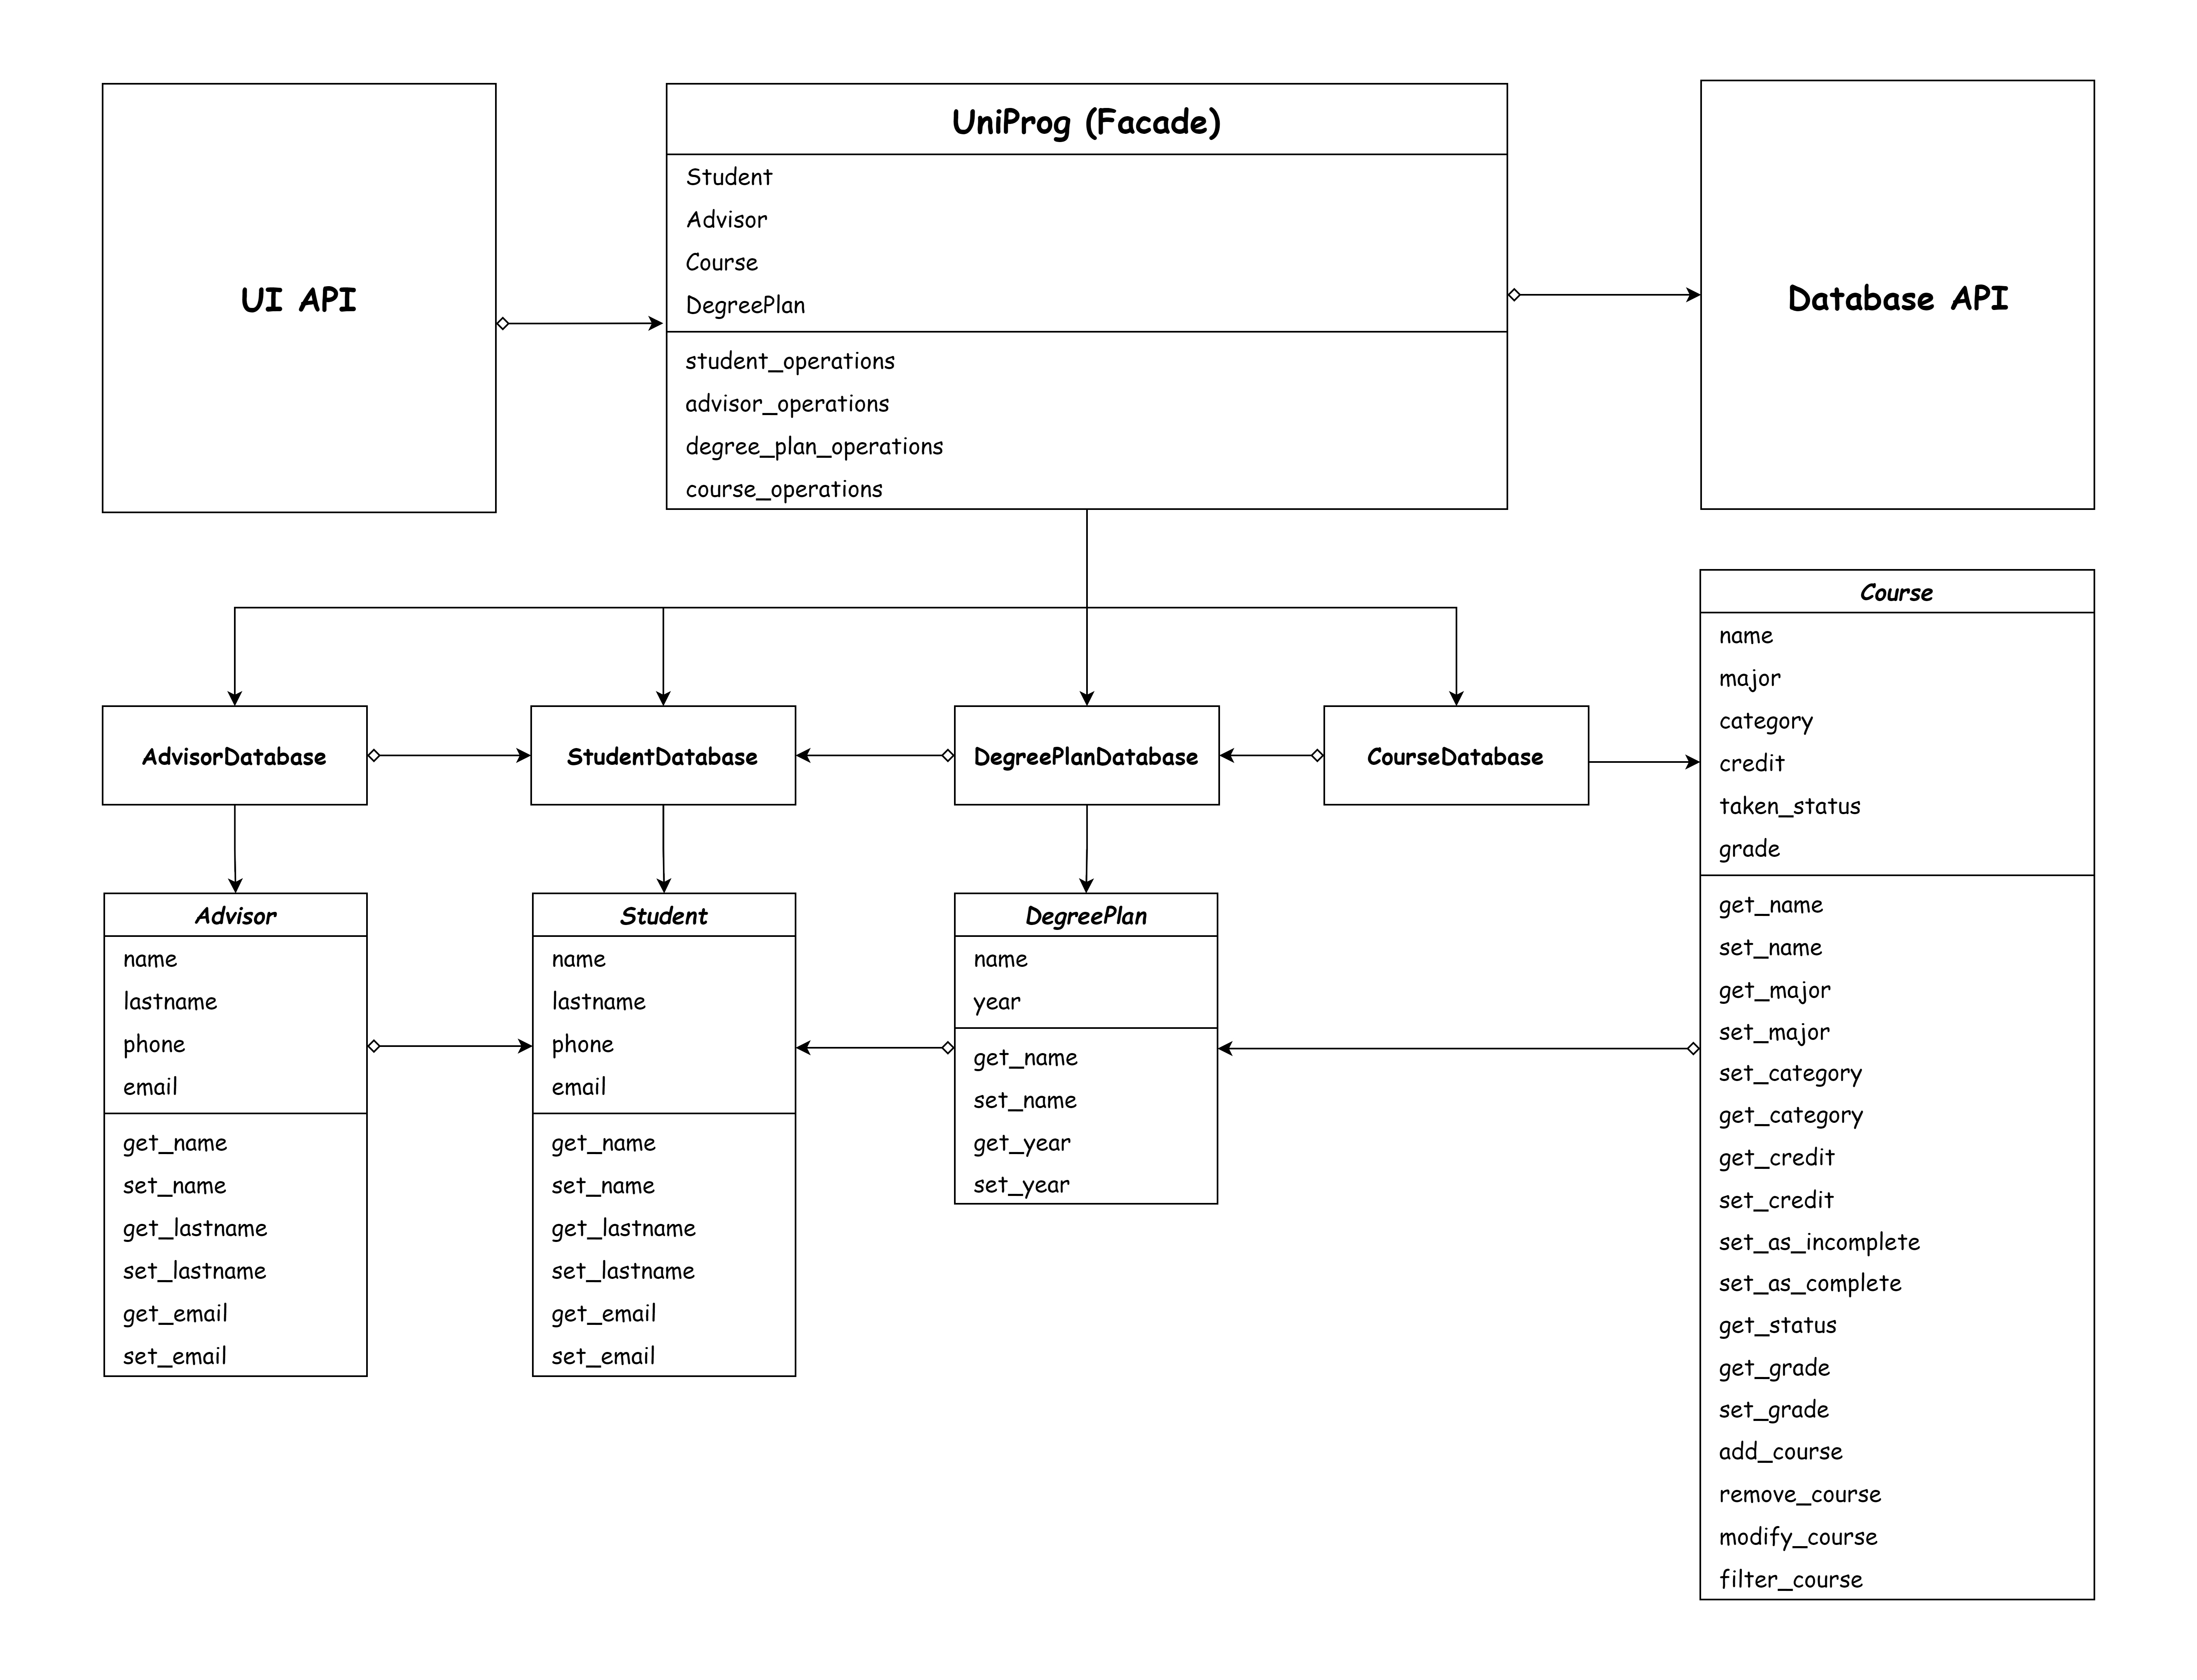 UI API
UniProg (Facade)
Student
Advisor
Course
DegreePlan
student_operations
advisor_operations
degree_plan_operations
course_operations
Database API
AdvisorDatabase
StudentDatabase
DegreePlanDatabase
CourseDatabase
Advisor
name
lastname
phone
email
get_name
set_name
get_lastname
set_lastname
get_email
set_email
Student
name
lastname
phone
email
get_name
set_name
get_lastname
set_lastname
get_email
set_email
DegreePlan
name
year
get_name
set_name
get_year
set_year
Course
name
major
category
credit
taken_status
grade
get_name
set_name
get_major
set_major
set_category
get_category
get_credit
set_credit
set_as_incomplete
set_as_complete
get_status
get_grade
set_grade
add_course
remove_course
modify_course
filter_course